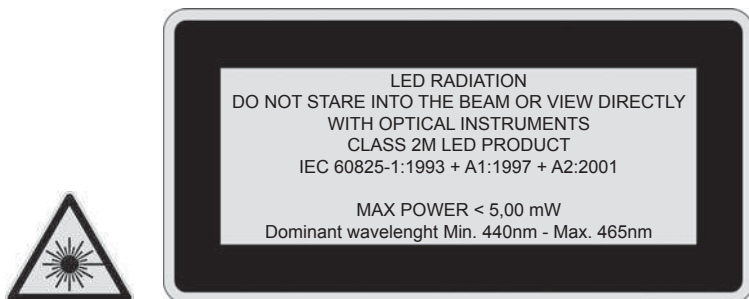 LED RADIATION
DO NOT STARE INTO THE BEAM OR VIEW DIRECTLY
WITH OPTICAL INSTRUMENTS
CLASS 2M LED PRODUCT
IEC 60825-1:1993 + A1:1997 + A2:2001
MAX POWER < 5,00 mW
Dominant wavelenght Min. 440nm - Max. 465nm